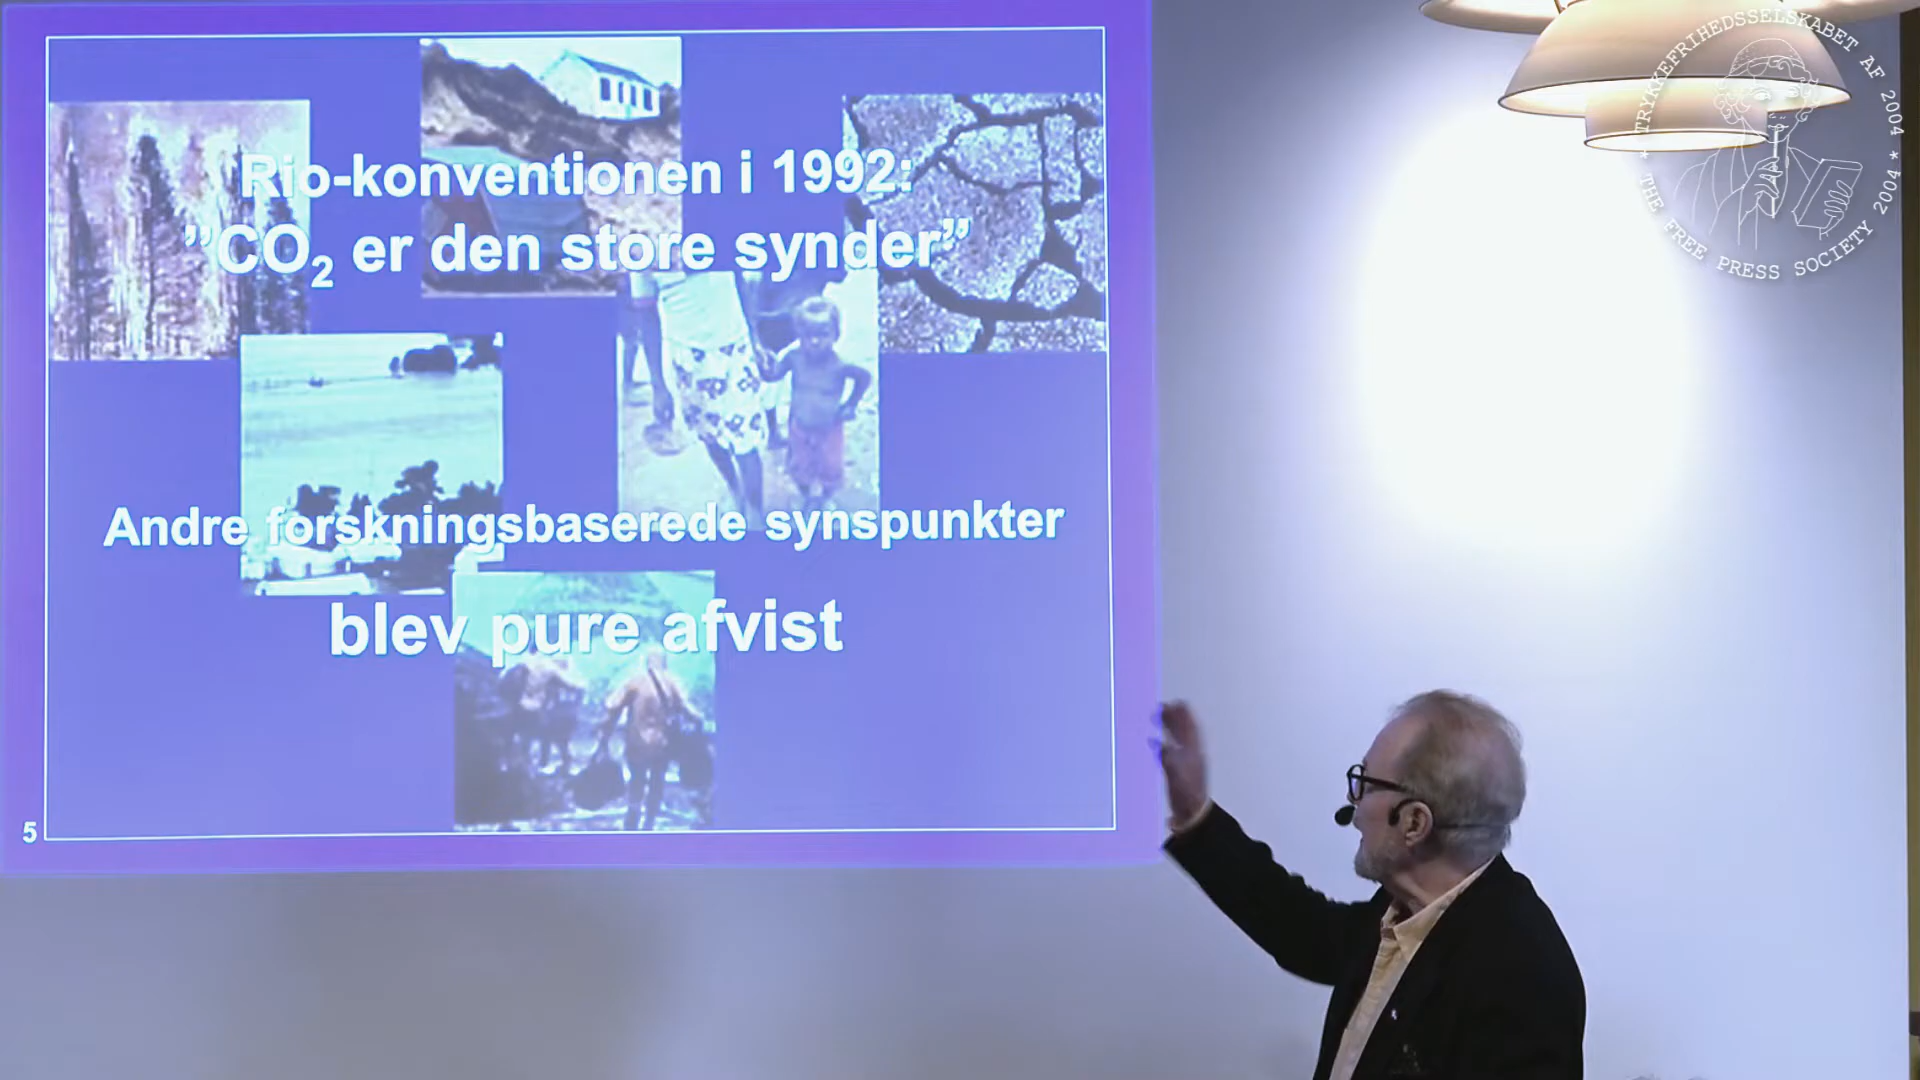 Rio-konventionen i 1992:
”CO₂ er den store synder”
Andre forskningsbaserede synspunkter
blev pure afvist
5
* TRYKKEFRIHEDSSELSKABET AF 2004 *
THE FREE PRESS SOCIETY 2004